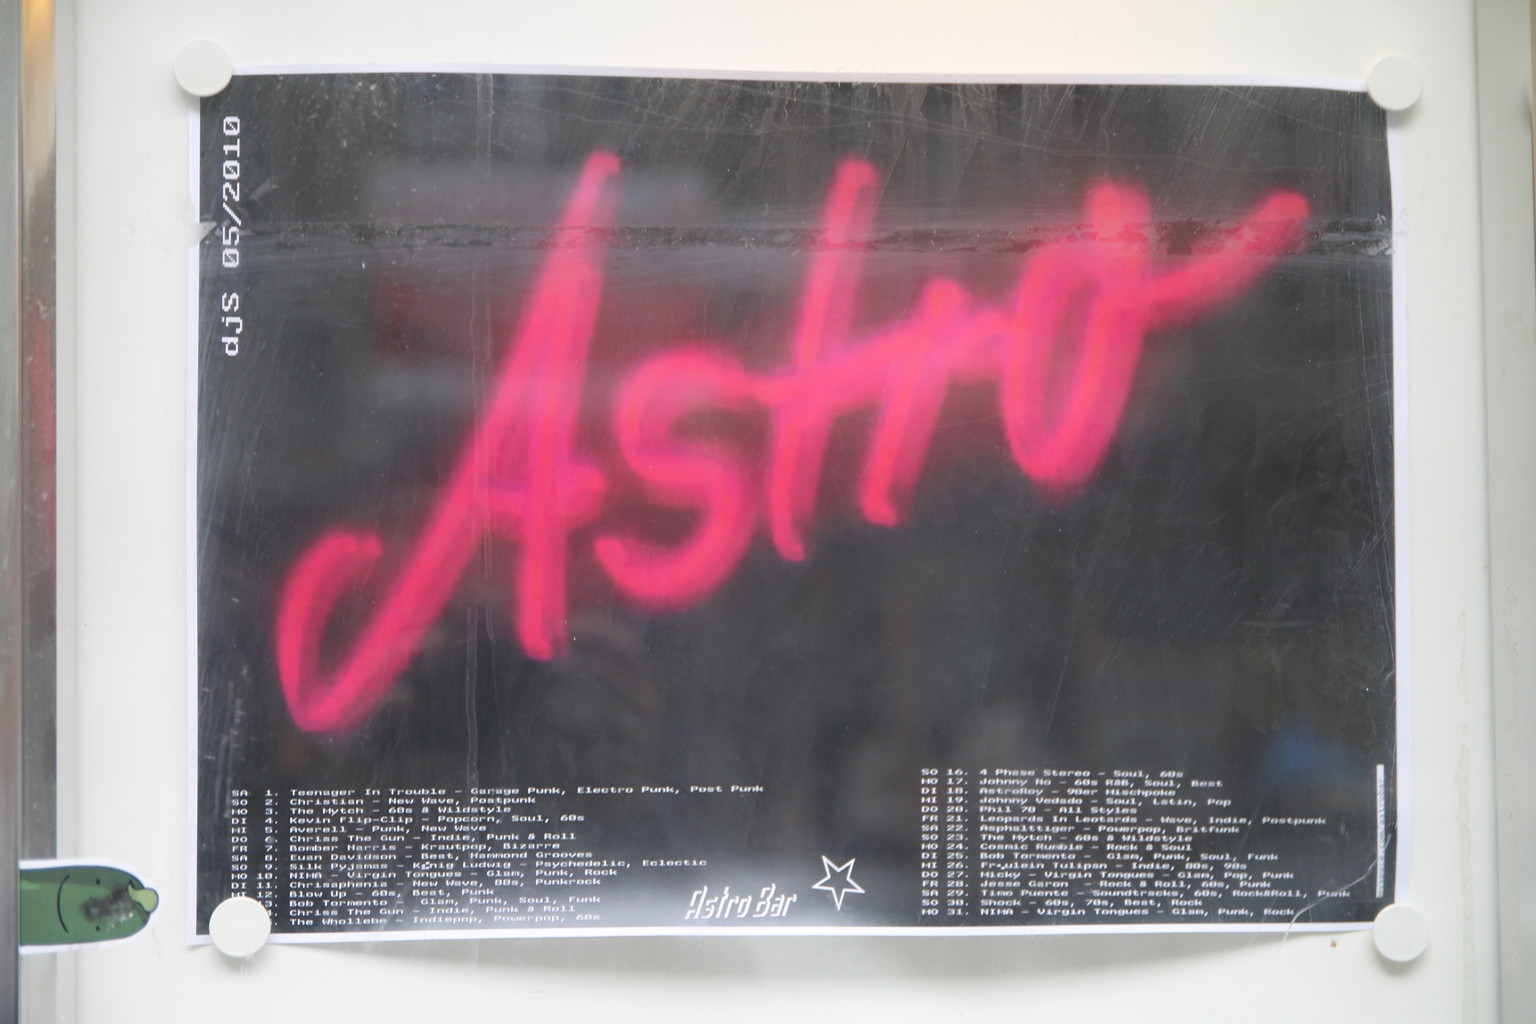 djS 05/2010
Astro
SA 1. Teenager In Trouble - Garage Punk, Electro Punk, Post Punk
SO 2. Christian - New Wave, Postpunk
MO 3. The Hytch - 60s & Wildstyle
DI 4. Kevin Flip-Clip - Popcorn, Soul, 60s
MI 5. Averell - Punk, New Wave
DO 6. Chriss The Gun - Indie, Punk & Roll
FR 7. Bomber Harris - Krautpop, Bizarre
SA 8. Euan Davidson - Beat, Hammond Grooves
SO 9. Silk Pyjamas - König Ludwig - Psychedelic, Eclectic
MO 10. NIMA - Virgin Tongues - Glam, Punk, Rock
DI 11. Chrisaphenia - New Wave, 80s, Punkrock
MI 12. Blow Up - 60s, Beat, Punk
Bob Tormento - Glam, Punk, Soul, Funk
4. Chriss The Gun - Indie, Punk & Roll
The Whollebe - Indiepop, Powerpop, 60s
Astro Bar
SO 16. 4 Phase Stereo - Soul, 60s
MO 17. Johnny No - 60s R&B, Soul, Beat
DI 18. AstroRoy - 90er Mischpoke
MI 19. Johnny Vedado - Soul, Latin, Pop
DO 20. Phil 70 - All Styles
FR 21. Leopards In Leotards - Wave, Indie, Postpunk
SA 22. Asphalttiger - Powerpop, Britfunk
SO 23. The Hytch - 60s & Wildstyle
MO 24. Cosmic Rumble - Rock & Soul
DI 25. Bob Tormento - Glam, Punk, Soul, Funk
MI 26. Fräulein Tulipan - Indie, 80s, 90s
DO 27. Nicky - Virgin Tongues - Glam, Pop, Punk
FR 28. Jesse Garon - Rock & Roll, 60s, Punk
SA 29. Timo Puente - Soundtracks, 60s, Rock&Roll, Punk
SO 30. Shock - 60s, 70s, Beat, Rock
MO 31. NIMA - Virgin Tongues - Glam, Punk, Rock